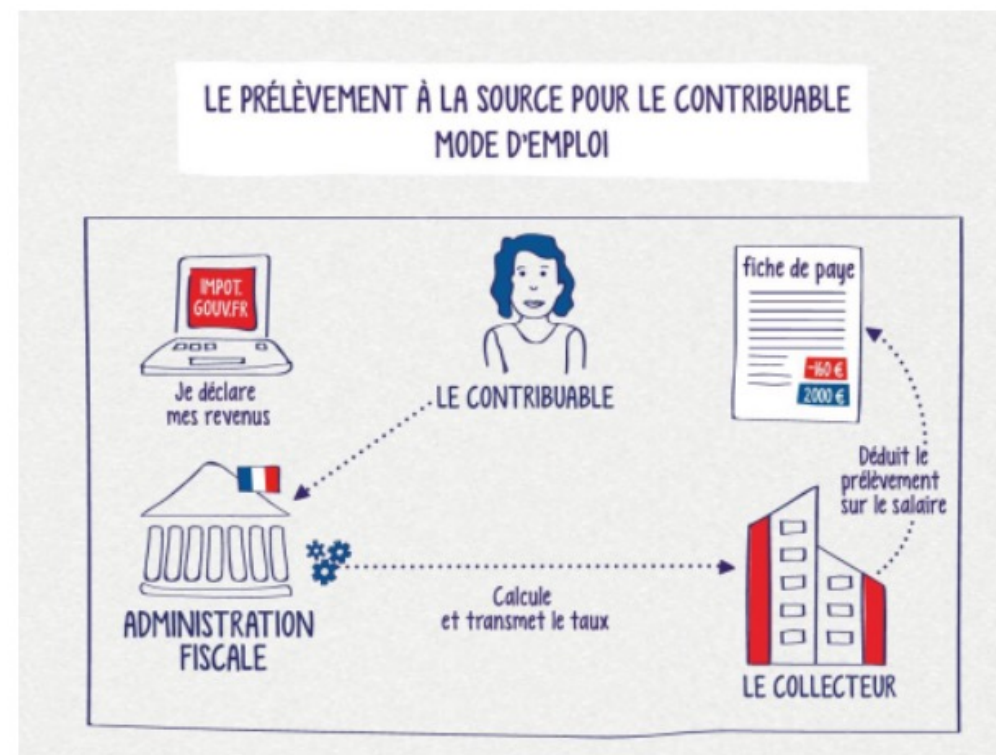 LE PRÉLÈVEMENT À LA SOURCE POUR LE CONTRIBUABLE
MODE D'EMPLOI
IMPOT.
GOUV.FR
Je déclare
mes revenus
LE CONTRIBUABLE
fiche de paye
-160 €
2000 €
Déduit le
prélèvement
sur le salaire
ADMINISTRATION
FISCALE
Calcule
et transmet le taux
LE COLLECTEUR